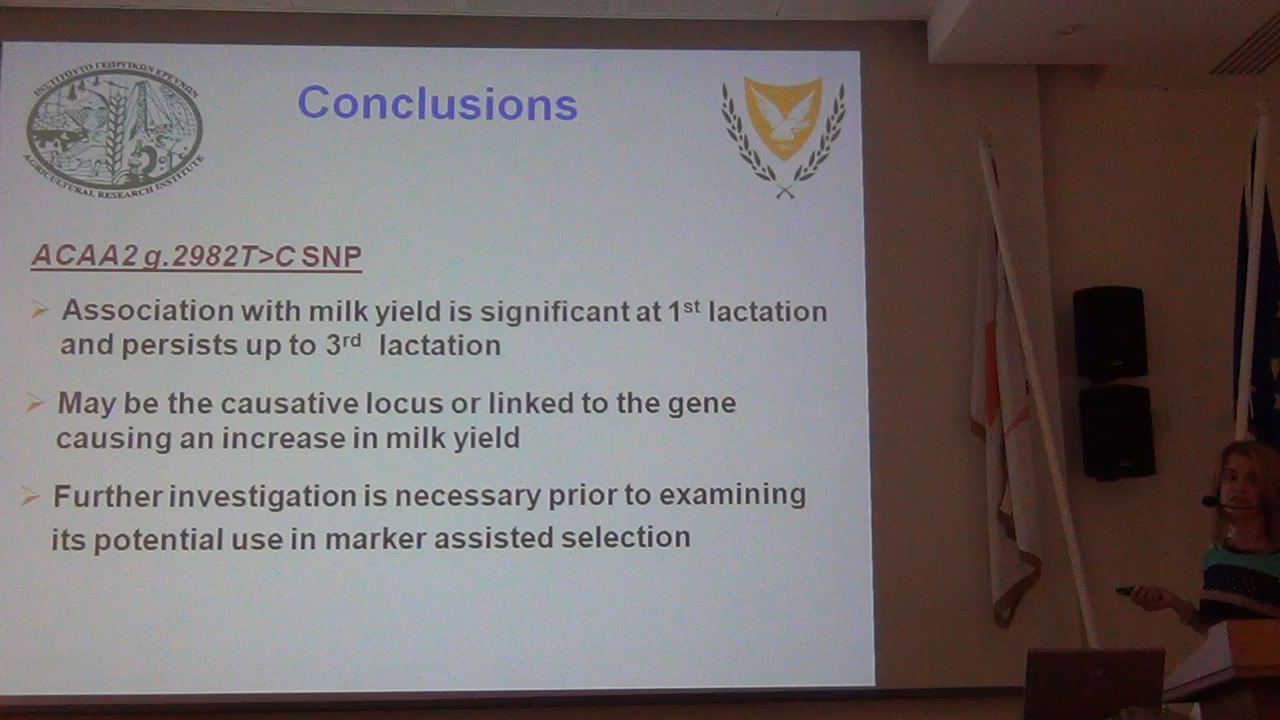 ΙΝΣΤΙΤΟΥΤΟ ΓΕΩΡΓΙΚΩΝ ΕΡΕΥΝΩΝ
AGRICULTURAL RESEARCH INSTITUTE
Conclusions
ACAA2 g.2982T>C SNP
Association with milk yield is significant at 1st lactation
and persists up to 3rd lactation
May be the causative locus or linked to the gene
causing an increase in milk yield
Further investigation is necessary prior to examining
its potential use in marker assisted selection